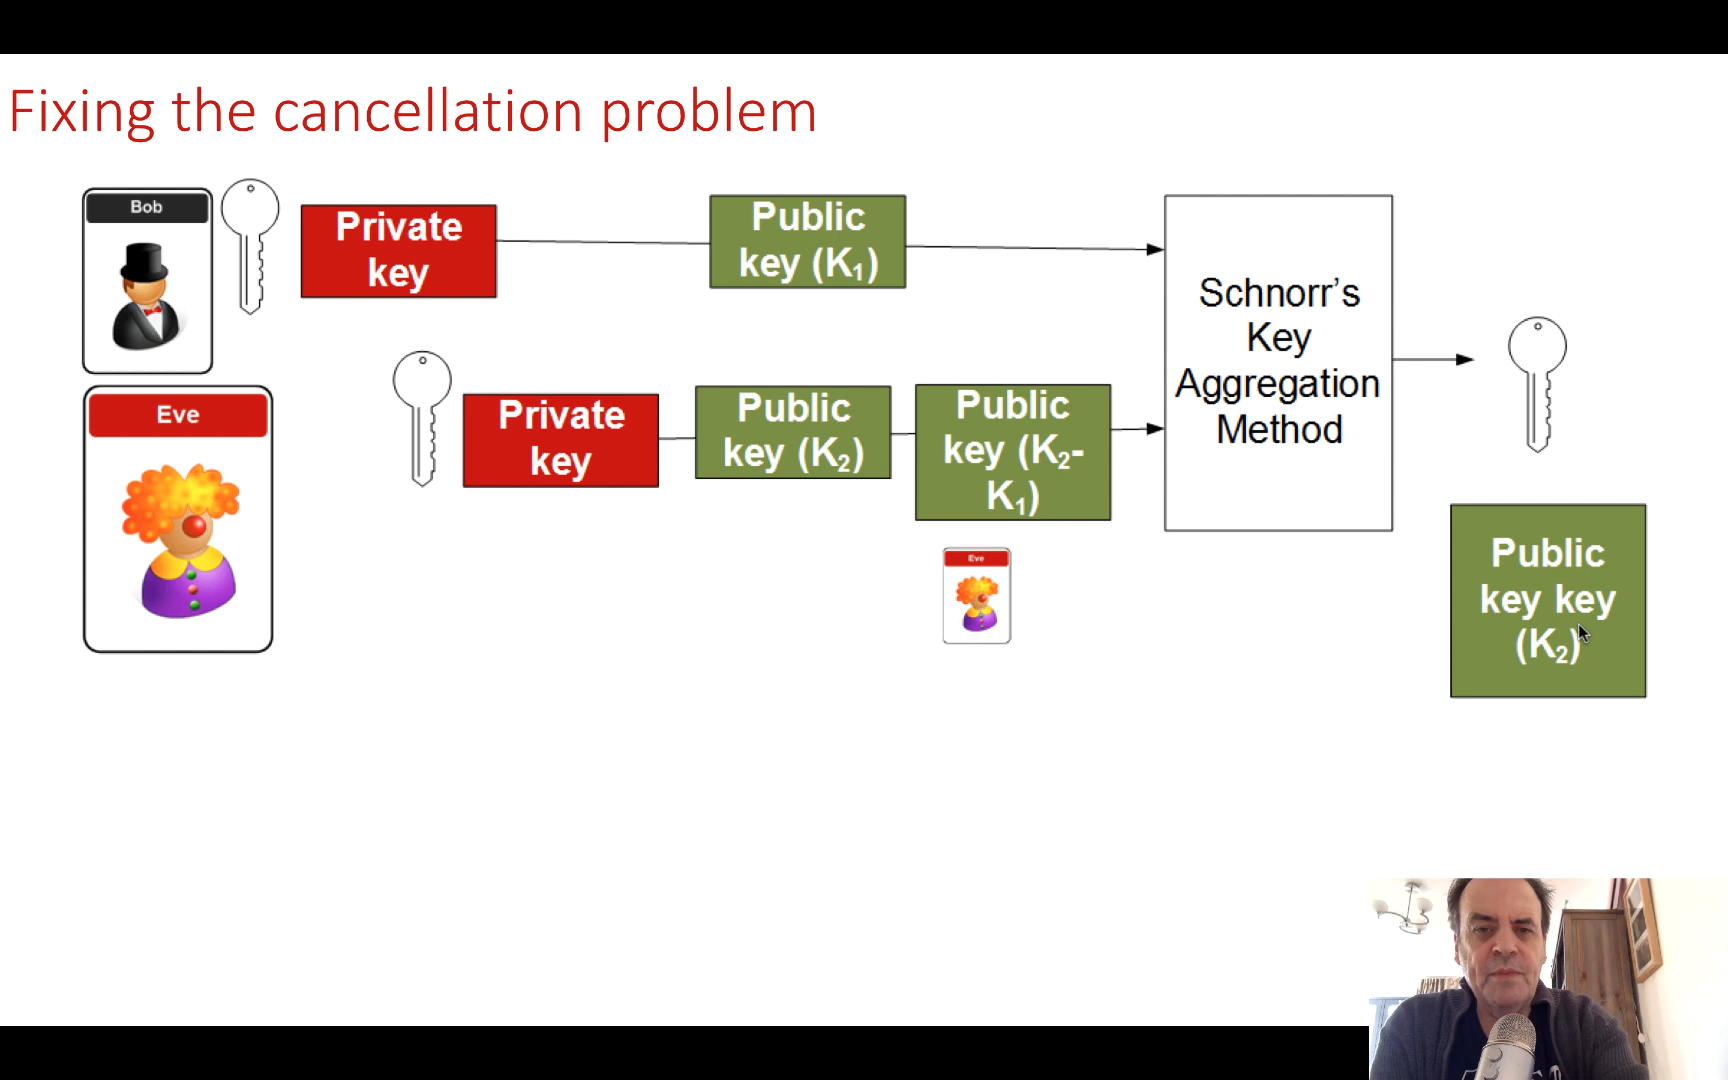 Fixing the cancellation problem
Bob
Private
key
Public
key (K₁)
Schnorr's
Key
Aggregation
Method
Eve
Private
key
Public
key (K₂)
Public
key (K₂-
K₁)
Eve
Public
key key
(K₂)